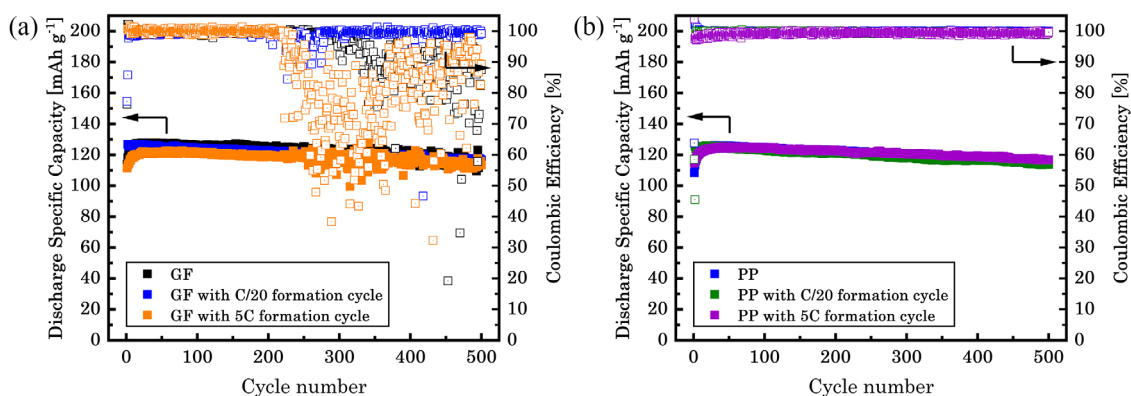 (a)
Discharge Specific Capacity [mAh g⁻¹]
200
180
160
140
120
100
80
60
40
20
0
100
90
80
70
60
50
40
30
20
10
0
Coulombic Efficiency [%]
GF
GF with C/20 formation cycle
GF with 5C formation cycle
0 100 200 300 400 500
Cycle number
(b)
Discharge Specific Capacity [mAh g⁻¹]
200
180
160
140
120
100
80
60
40
20
0
100
90
80
70
60
50
40
30
20
10
0
Coulombic Efficiency [%]
PP
PP with C/20 formation cycle
PP with 5C formation cycle
0 100 200 300 400 500
Cycle number